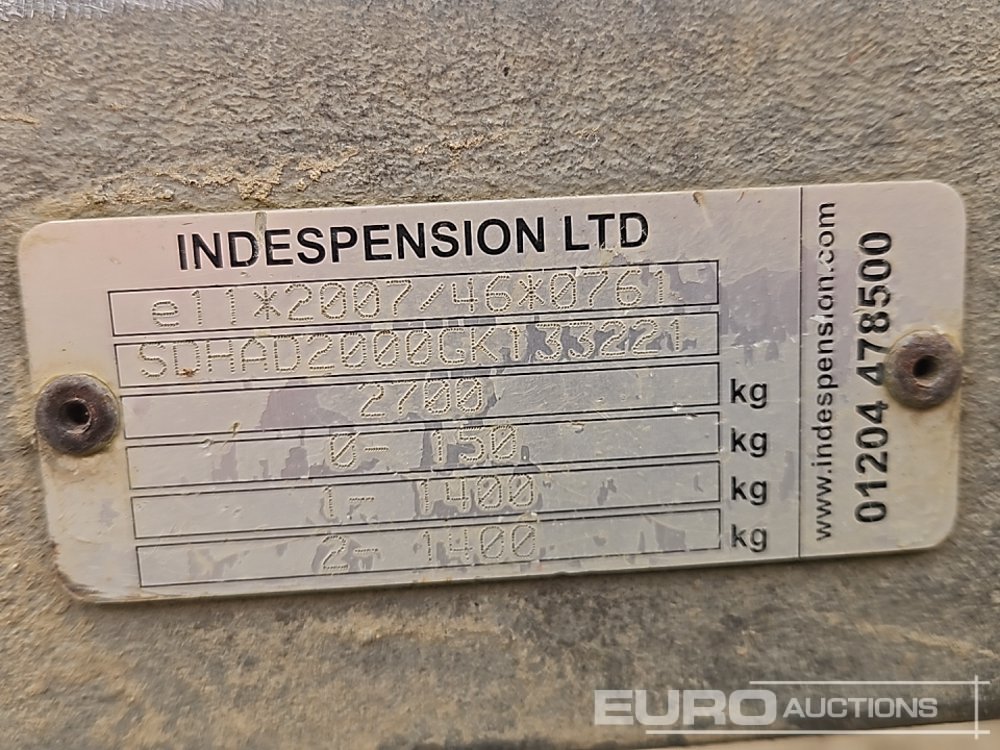 INDESPENSION LTD
e11*2007/46*0761
SDHAD2000GK133221
2700 kg
0- 150 kg
1- 1400 kg
2- 1400 kg
www.indespension.com
01204 478500
EURO AUCTIONS